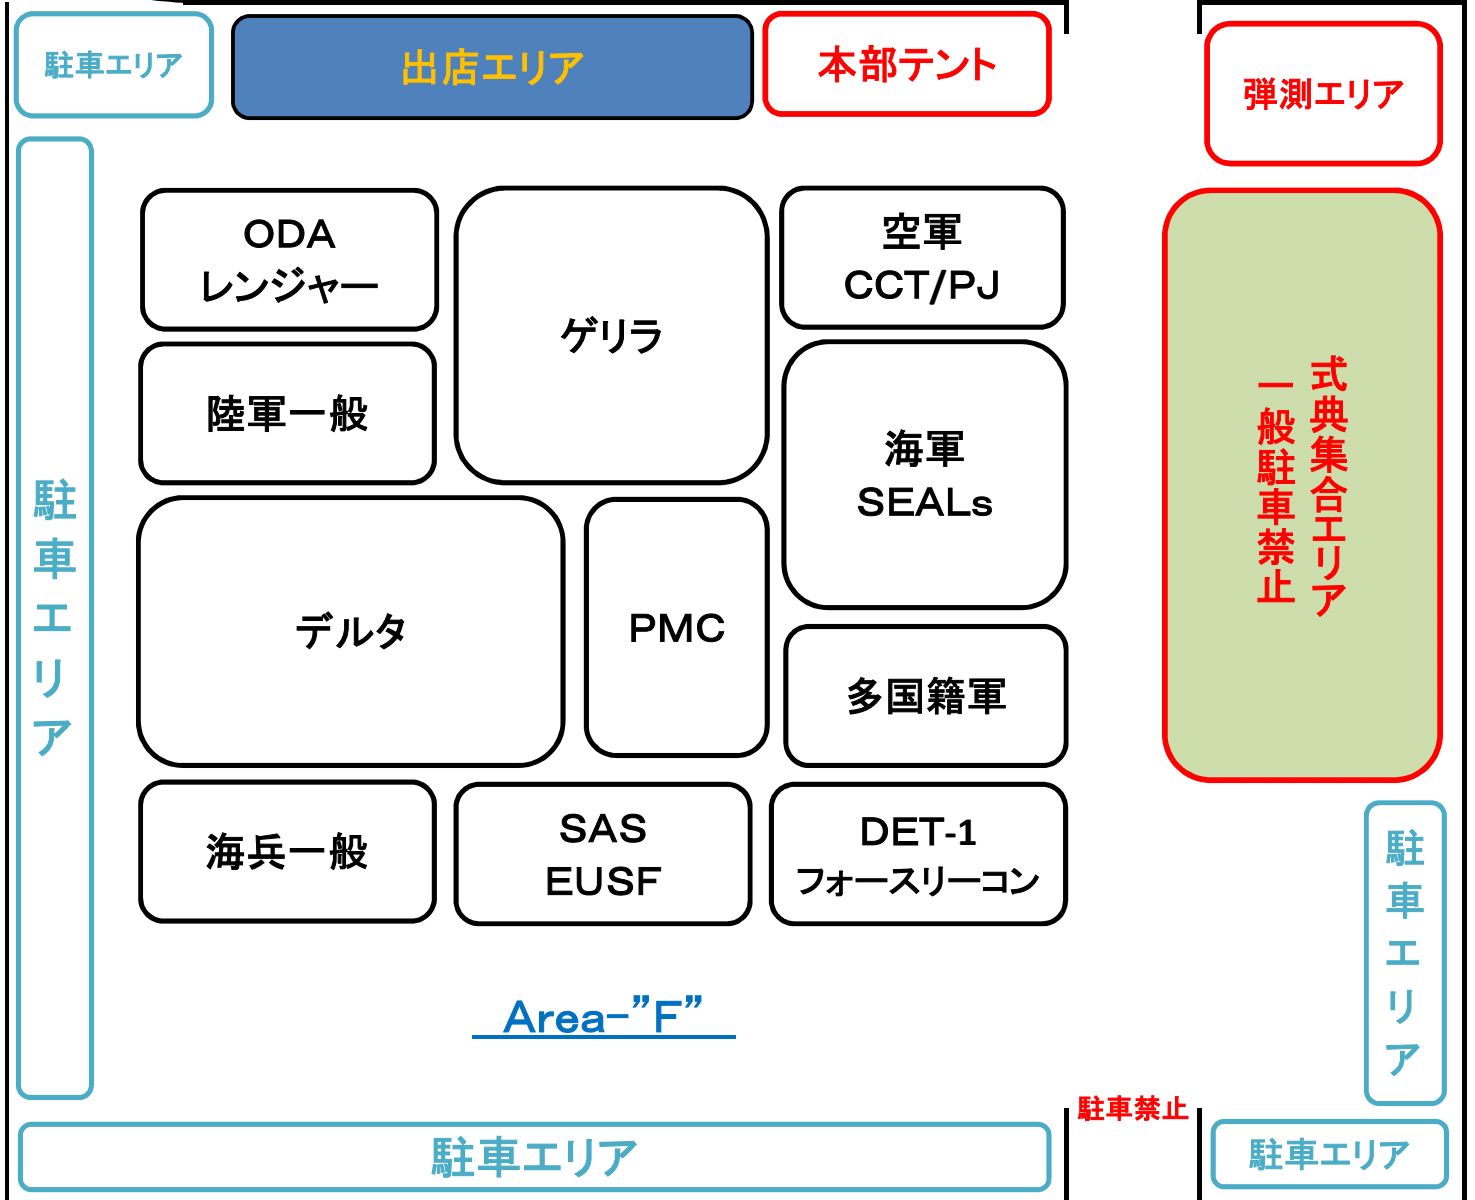 駐車エリア
出店エリア
本部テント
弾測エリア
駐車エリア
ODA
レンジャー
ゲリラ
空軍
CCT/PJ
陸軍一般
海軍
SEALs
式典集合エリア
一般駐車禁止
デルタ
PMC
多国籍軍
海兵一般
SAS
EUSF
DET-1
フォースリーコン
駐車エリア
Area-”F”
駐車禁止
駐車エリア
駐車エリア